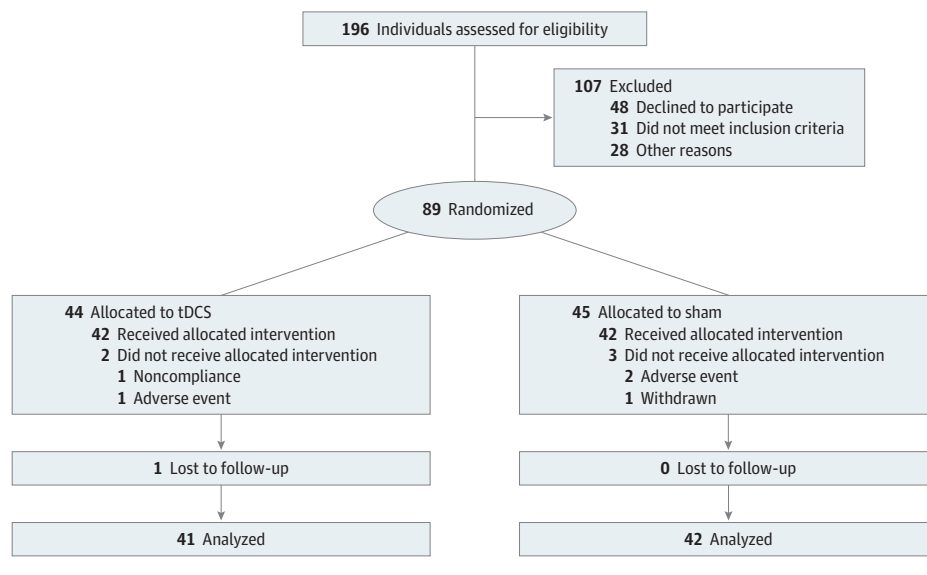 196 Individuals assessed for eligibility
107 Excluded
48 Declined to participate
31 Did not meet inclusion criteria
28 Other reasons
89 Randomized
44 Allocated to tDCS
42 Received allocated intervention
2 Did not receive allocated intervention
1 Noncompliance
1 Adverse event
45 Allocated to sham
42 Received allocated intervention
3 Did not receive allocated intervention
2 Adverse event
1 Withdrawn
1 Lost to follow-up
0 Lost to follow-up
41 Analyzed
42 Analyzed